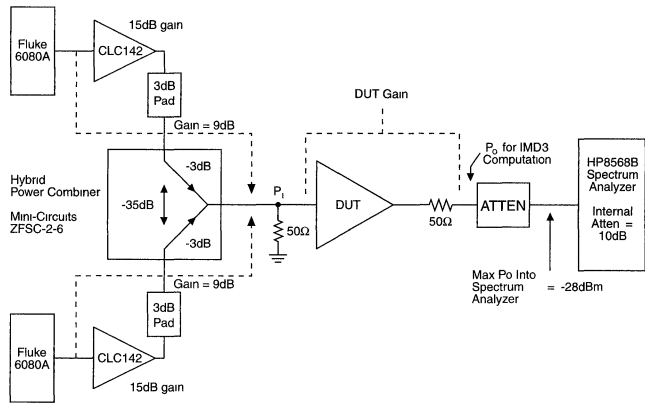 15dB gain
Fluke
6080A
CLC142
3dB
Pad
DUT Gain
Gain = 9dB
Po for IMD3
Computation
Hybrid
Power Combiner
Mini-Circuits
ZFSC-2-6
-3dB
-35dB
-3dB
PI
50Ω
DUT
50Ω
ATTEN
HP8568B
Spectrum
Analyzer
Internal
Atten =
10dB
Max Po Into
Spectrum
Analyzer
= -28dBm
Gain = 9dB
3dB
Pad
Fluke
6080A
CLC142
15dB gain